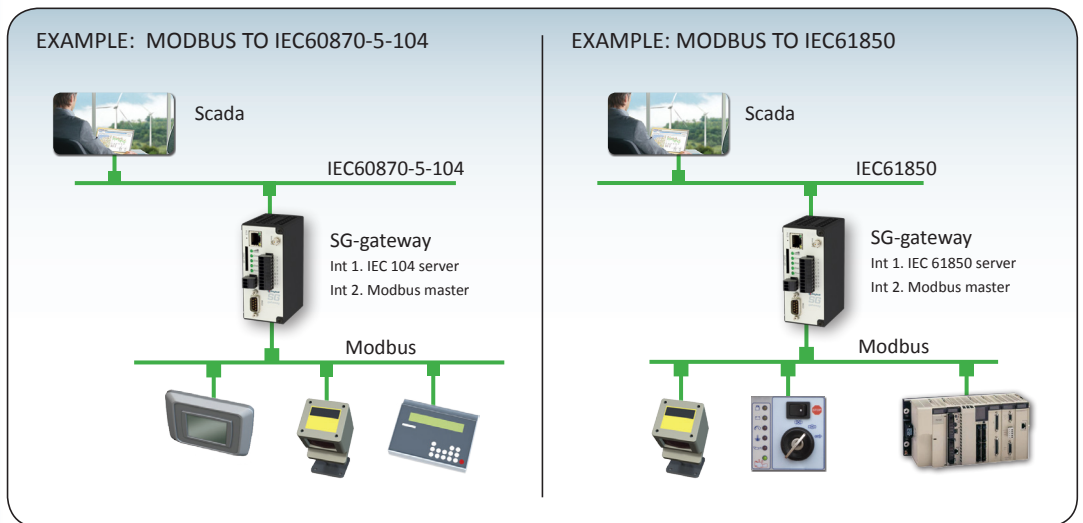 EXAMPLE:  MODBUS TO IEC60870-5-104
Scada
IEC60870-5-104
SG-gateway
Int 1. IEC 104 server
Int 2. Modbus master
Modbus
EXAMPLE: MODBUS TO IEC61850
Scada
IEC61850
SG-gateway
Int 1. IEC 61850 server
Int 2. Modbus master
Modbus